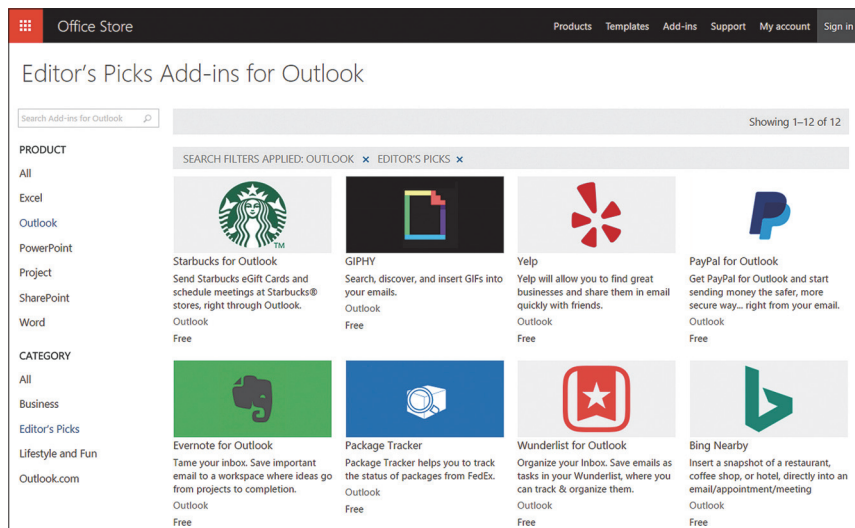 Office Store
Products Templates Add-ins Support My account Sign in
Editor's Picks Add-ins for Outlook
Search Add-ins for Outlook
Showing 1–12 of 12
PRODUCT
All
Excel
Outlook
PowerPoint
Project
SharePoint
Word
CATEGORY
All
Business
Editor's Picks
Lifestyle and Fun
Outlook.com
SEARCH FILTERS APPLIED: OUTLOOK × EDITOR'S PICKS ×
TM
Starbucks for Outlook
Send Starbucks eGift Cards and
schedule meetings at Starbucks®
stores, right through Outlook.
Outlook
Free
GIPHY
Search, discover, and insert GIFs into
your emails.
Outlook
Free
Yelp
Yelp will allow you to find great
businesses and share them in email
quickly with friends.
Outlook
Free
PayPal for Outlook
Get PayPal for Outlook and start
sending money the safer, more
secure way... right from your email.
Outlook
Free
Evernote for Outlook
Tame your inbox. Save important
email to a workspace where ideas go
from projects to completion.
Outlook
Free
Package Tracker
Package Tracker helps you to track
the status of packages from FedEx.
Outlook
Free
Wunderlist for Outlook
Organize your Inbox. Save emails as
tasks in your Wunderlist, where you
can track & organize them.
Outlook
Free
Bing Nearby
Insert a snapshot of a restaurant,
coffee shop, or hotel, directly into an
email/appointment/meeting
Outlook
Free